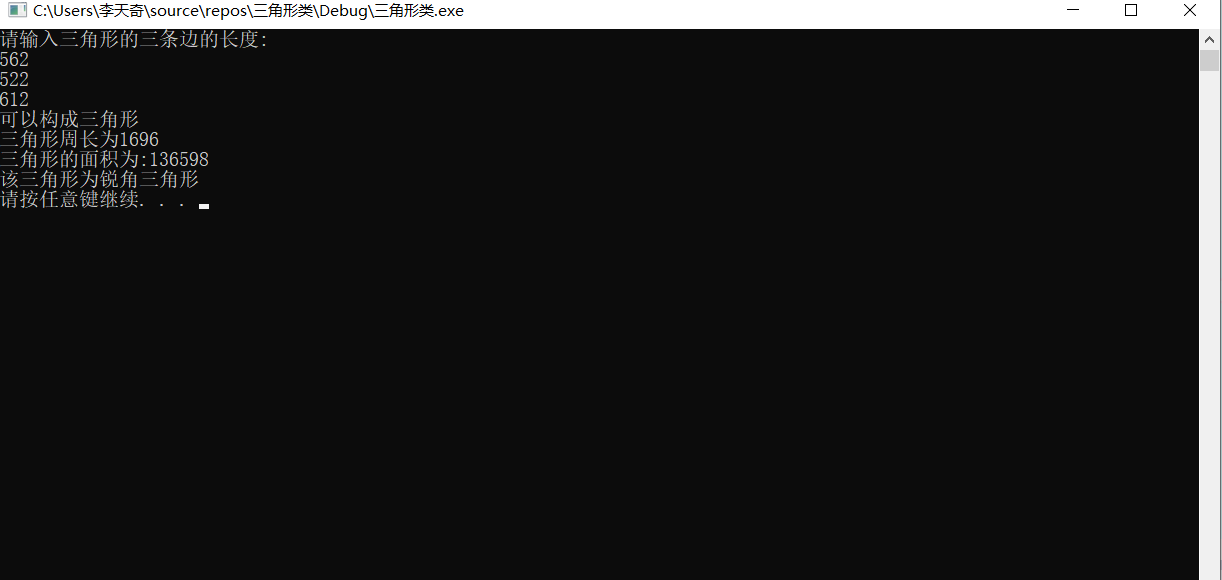 C:\Users\李天奇\source\repos\三角形类\Debug\三角形类.exe
请输入三角形的三条边的长度:
562
522
612
可以构成三角形
三角形周长为1696
三角形的面积为:136598
该三角形为锐角三角形
请按任意键继续. . .